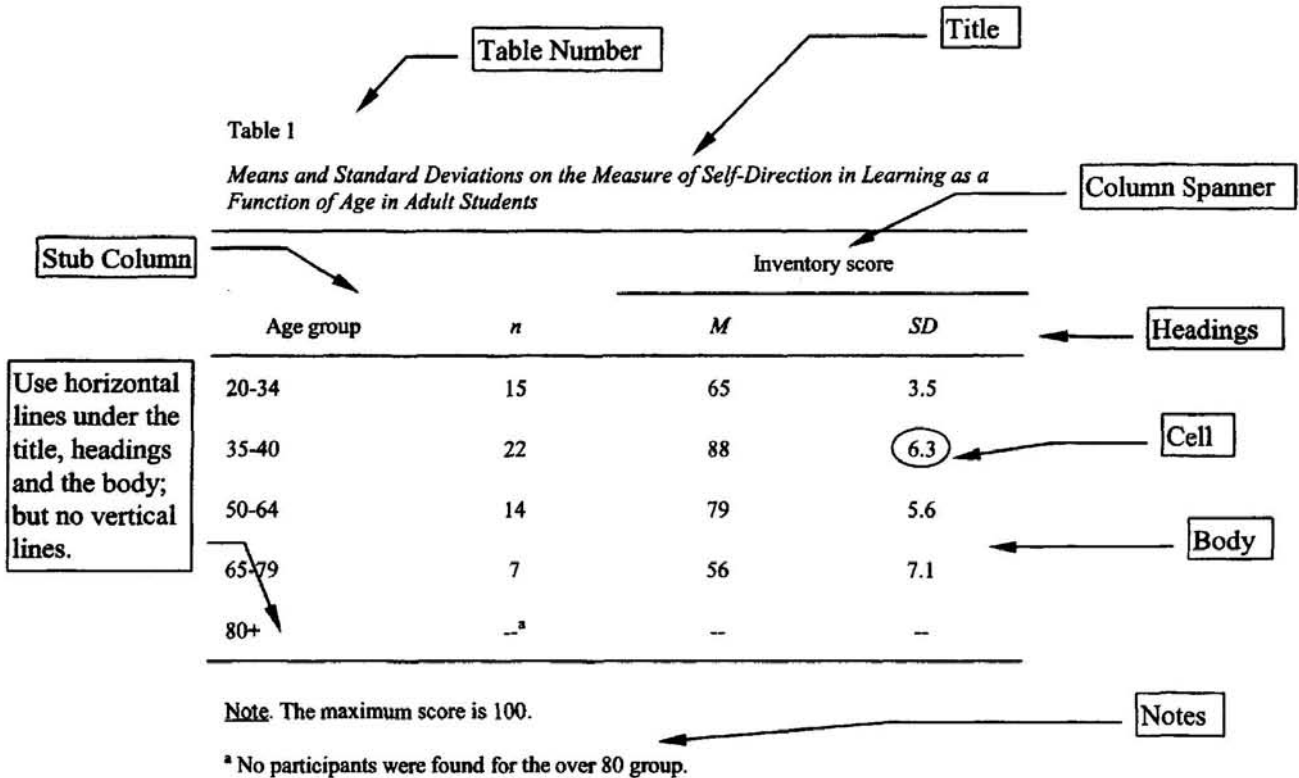 Title
Table Number
Table 1
Means and Standard Deviations on the Measure of Self-Direction in Learning as a
Function of Age in Adult Students
Column Spanner
Stub Column
Inventory score
Age group n M SD
Headings
Use horizontal
lines under the
title, headings
and the body;
but no vertical
lines.
20-34 15 65 3.5
35-40 22 88 6.3
Cell
50-64 14 79 5.6
Body
65-79 7 56 7.1
80+ --ª -- --
Note. The maximum score is 100.
Notes
ª No participants were found for the over 80 group.